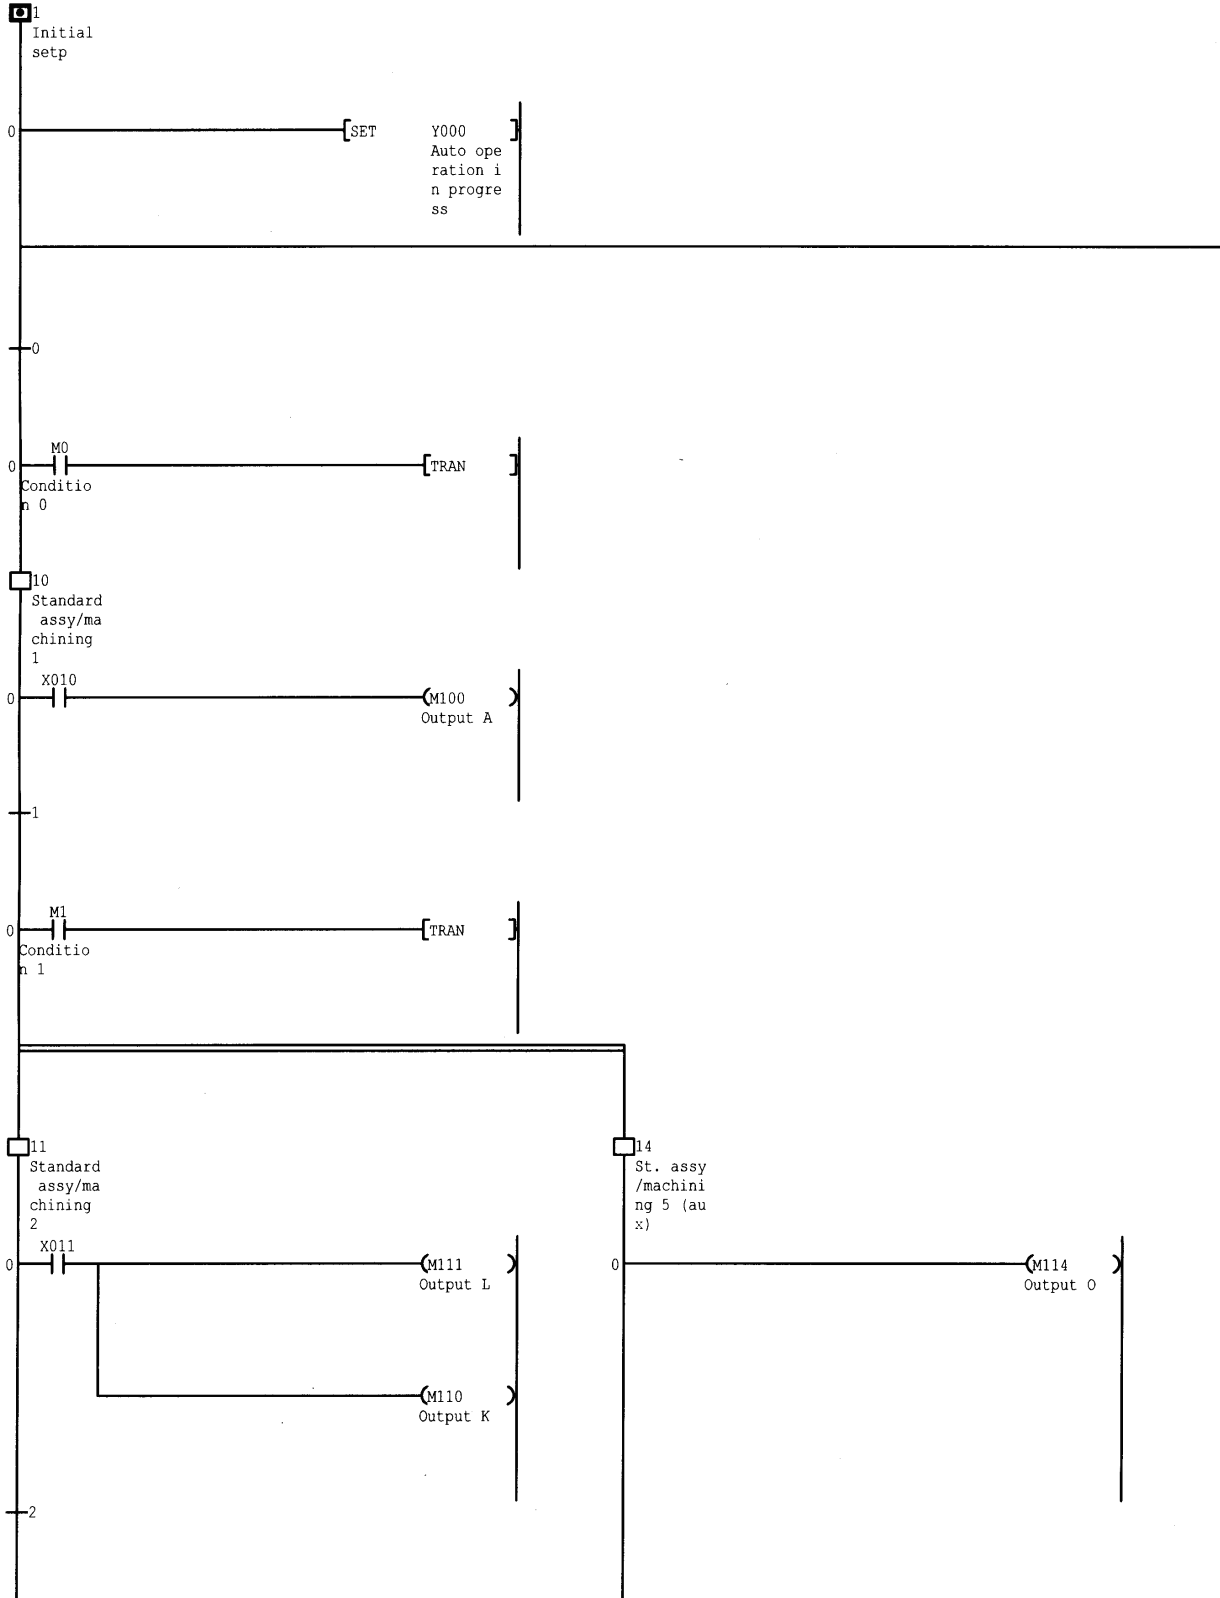 1
Initial
setp
0
SET Y000
Auto ope
ration i
n progre
ss
0
M0
0
TRAN
Conditio
n 0
10
Standard
assy/ma
chining
1
X010
0
M100
Output A
1
M1
0
TRAN
Conditio
n 1
11
Standard
assy/ma
chining
2
14
St. assy
/machini
ng 5 (au
x)
X011
0
M111
Output L
0
M114
Output O
M110
Output K
2